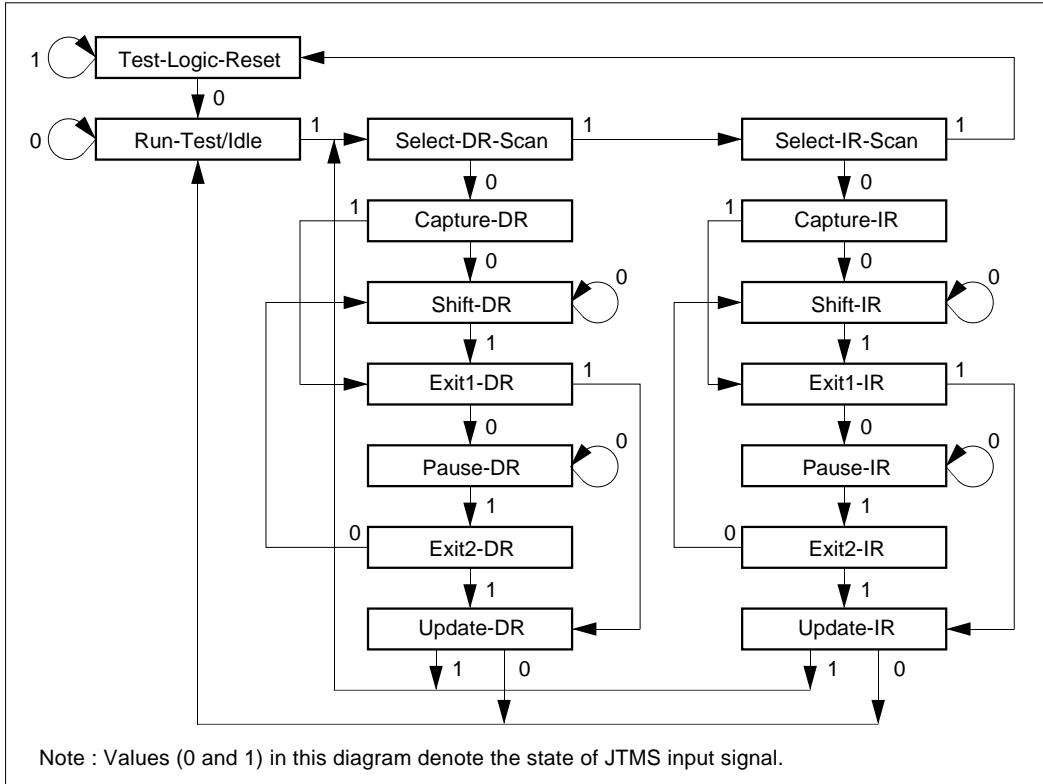 1 Test-Logic-Reset
0
0 Run-Test/Idle 1 Select-DR-Scan 1 Select-IR-Scan 1
0 0
1 Capture-DR 1 Capture-IR
0 0
Shift-DR 0 Shift-IR 0
1 1
Exit1-DR 1 Exit1-IR 1
0 0
Pause-DR 0 Pause-IR 0
1 1
0 Exit2-DR 0 Exit2-IR
1 1
Update-DR Update-IR
1 0 1 0
Note : Values (0 and 1) in this diagram denote the state of JTMS input signal.